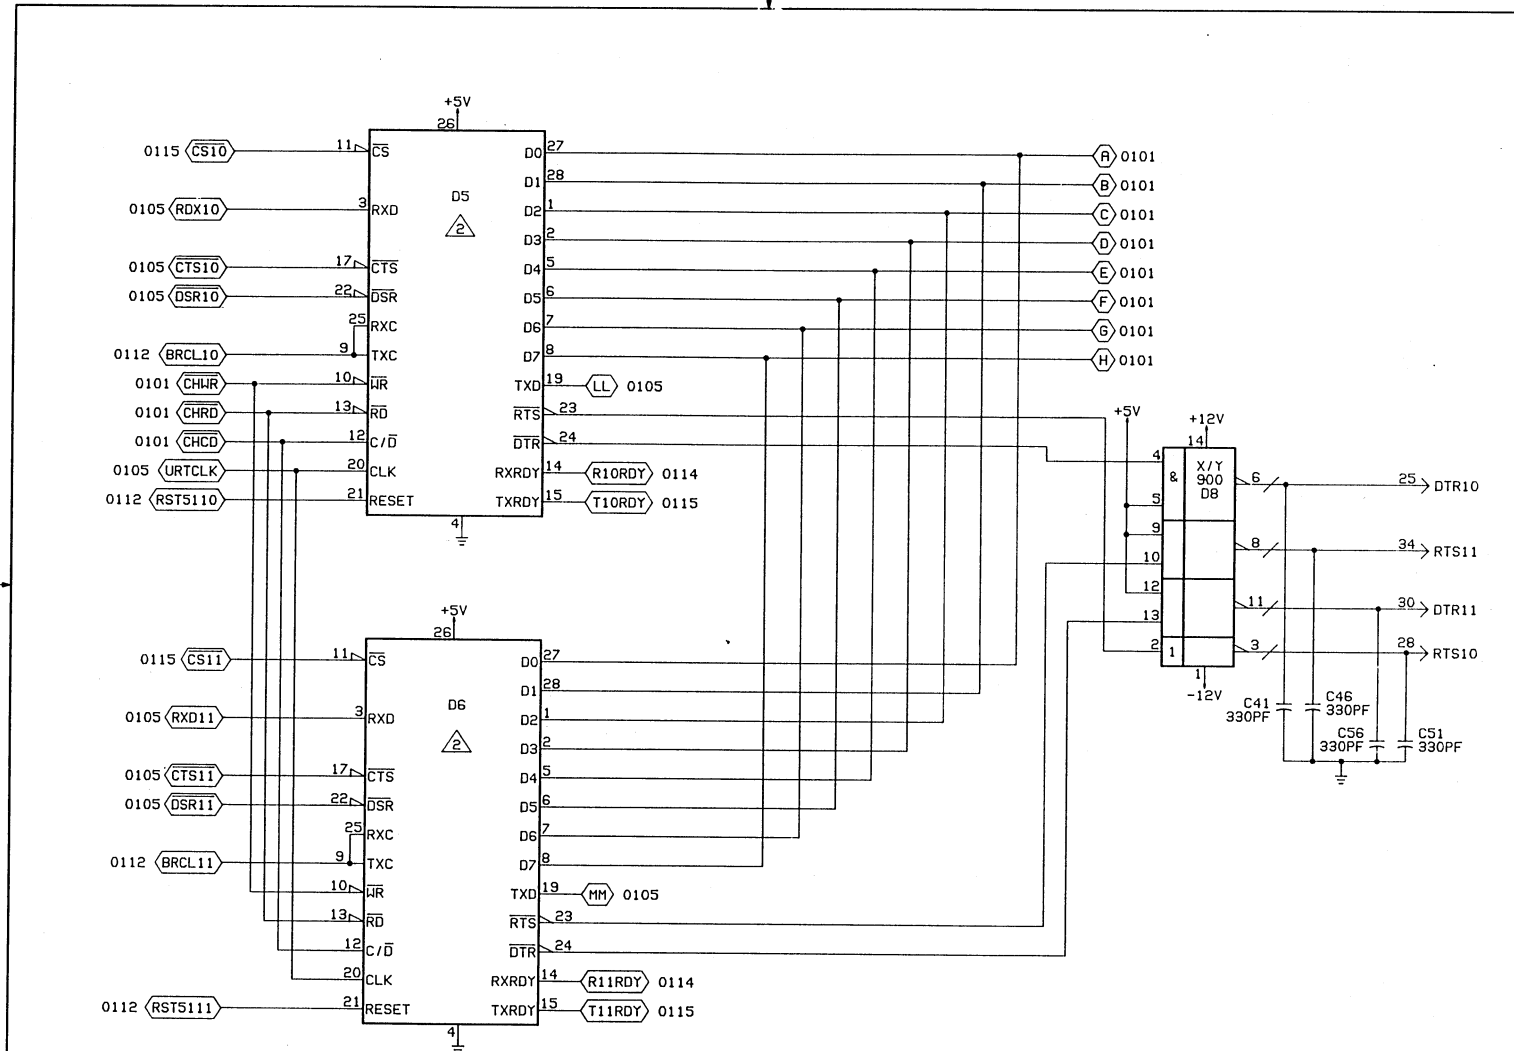 +5V
26
0115 CS10 11 CS D0 27 A 0101
D1 28 B 0101
D5
0105 RDX10 3 RXD D2 1 C 0101
2
D3 2 D 0101
0105 CTS10 17 CTS D4 5 E 0101
0105 DSR10 22 DSR D5 6 F 0101
25 RXC D6 7 G 0101
0112 BRCL10 9 TXC D7 8 H 0101
0101 CHWR 10 WR TXD 19 LL 0105
0101 CHRD 13 RD RTS 23
0101 CHCD 12 C/D DTR 24
0105 URTCLK 20 CLK RXRDY 14 R10RDY 0114
0112 RST5110 21 RESET TXRDY 15 T10RDY 0115
4
+5V +12V
14
4 & X/Y 900 D8 6 25 DTR10
5
9 8 34 RTS11
10
12 11 30 DTR11
13
2 1 3 28 RTS10
1
-12V
C41 330PF
C46 330PF
C56 330PF
C51 330PF
+5V
26
0115 CS11 11 CS D0 27
D1 28
D6
0105 RXD11 3 RXD D2 1
2
D3 2
0105 CTS11 17 CTS D4 5
0105 DSR11 22 DSR D5 6
25 RXC D6 7
0112 BRCL11 9 TXC D7 8
10 WR TXD 19 MM 0105
13 RD RTS 23
12 C/D DTR 24
20 CLK RXRDY 14 R11RDY 0114
0112 RST5111 21 RESET TXRDY 15 T11RDY 0115
4